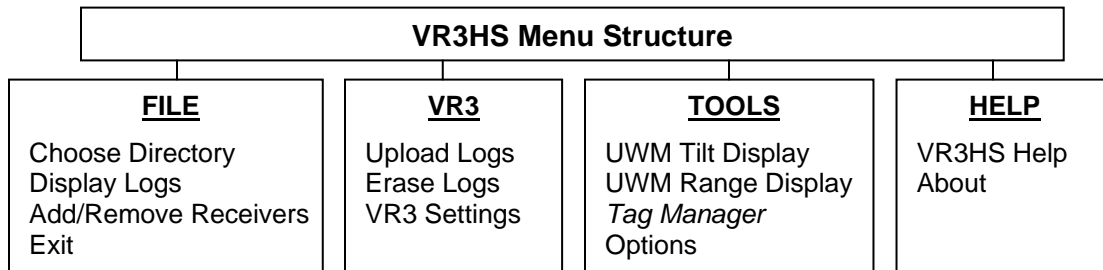 VR3HS Menu Structure
FILE
Choose Directory
Display Logs
Add/Remove Receivers
Exit
VR3
Upload Logs
Erase Logs
VR3 Settings
TOOLS
UWM Tilt Display
UWM Range Display
Tag Manager
Options
HELP
VR3HS Help
About